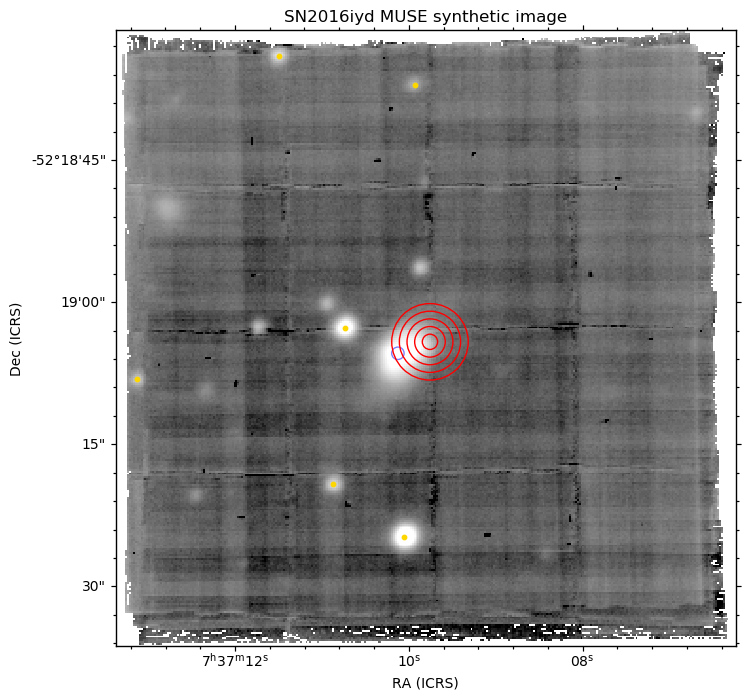 SN2016iyd MUSE synthetic image
-52°18'45"
19'00"
15"
30"
Dec (ICRS)
7ʰ37ᵐ12ˢ
10ˢ
08ˢ
RA (ICRS)